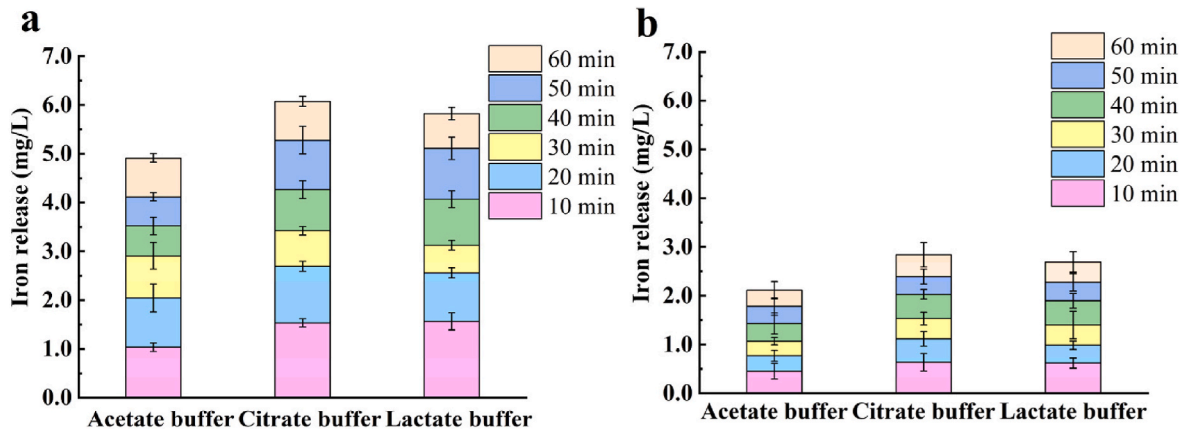 a
Iron release (mg/L)
7.0
6.0
5.0
4.0
3.0
2.0
1.0
0.0
60 min
50 min
40 min
30 min
20 min
10 min
Acetate buffer Citrate buffer Lactate buffer
b
Iron release (mg/L)
7.0
6.0
5.0
4.0
3.0
2.0
1.0
0.0
60 min
50 min
40 min
30 min
20 min
10 min
Acetate buffer Citrate buffer Lactate buffer